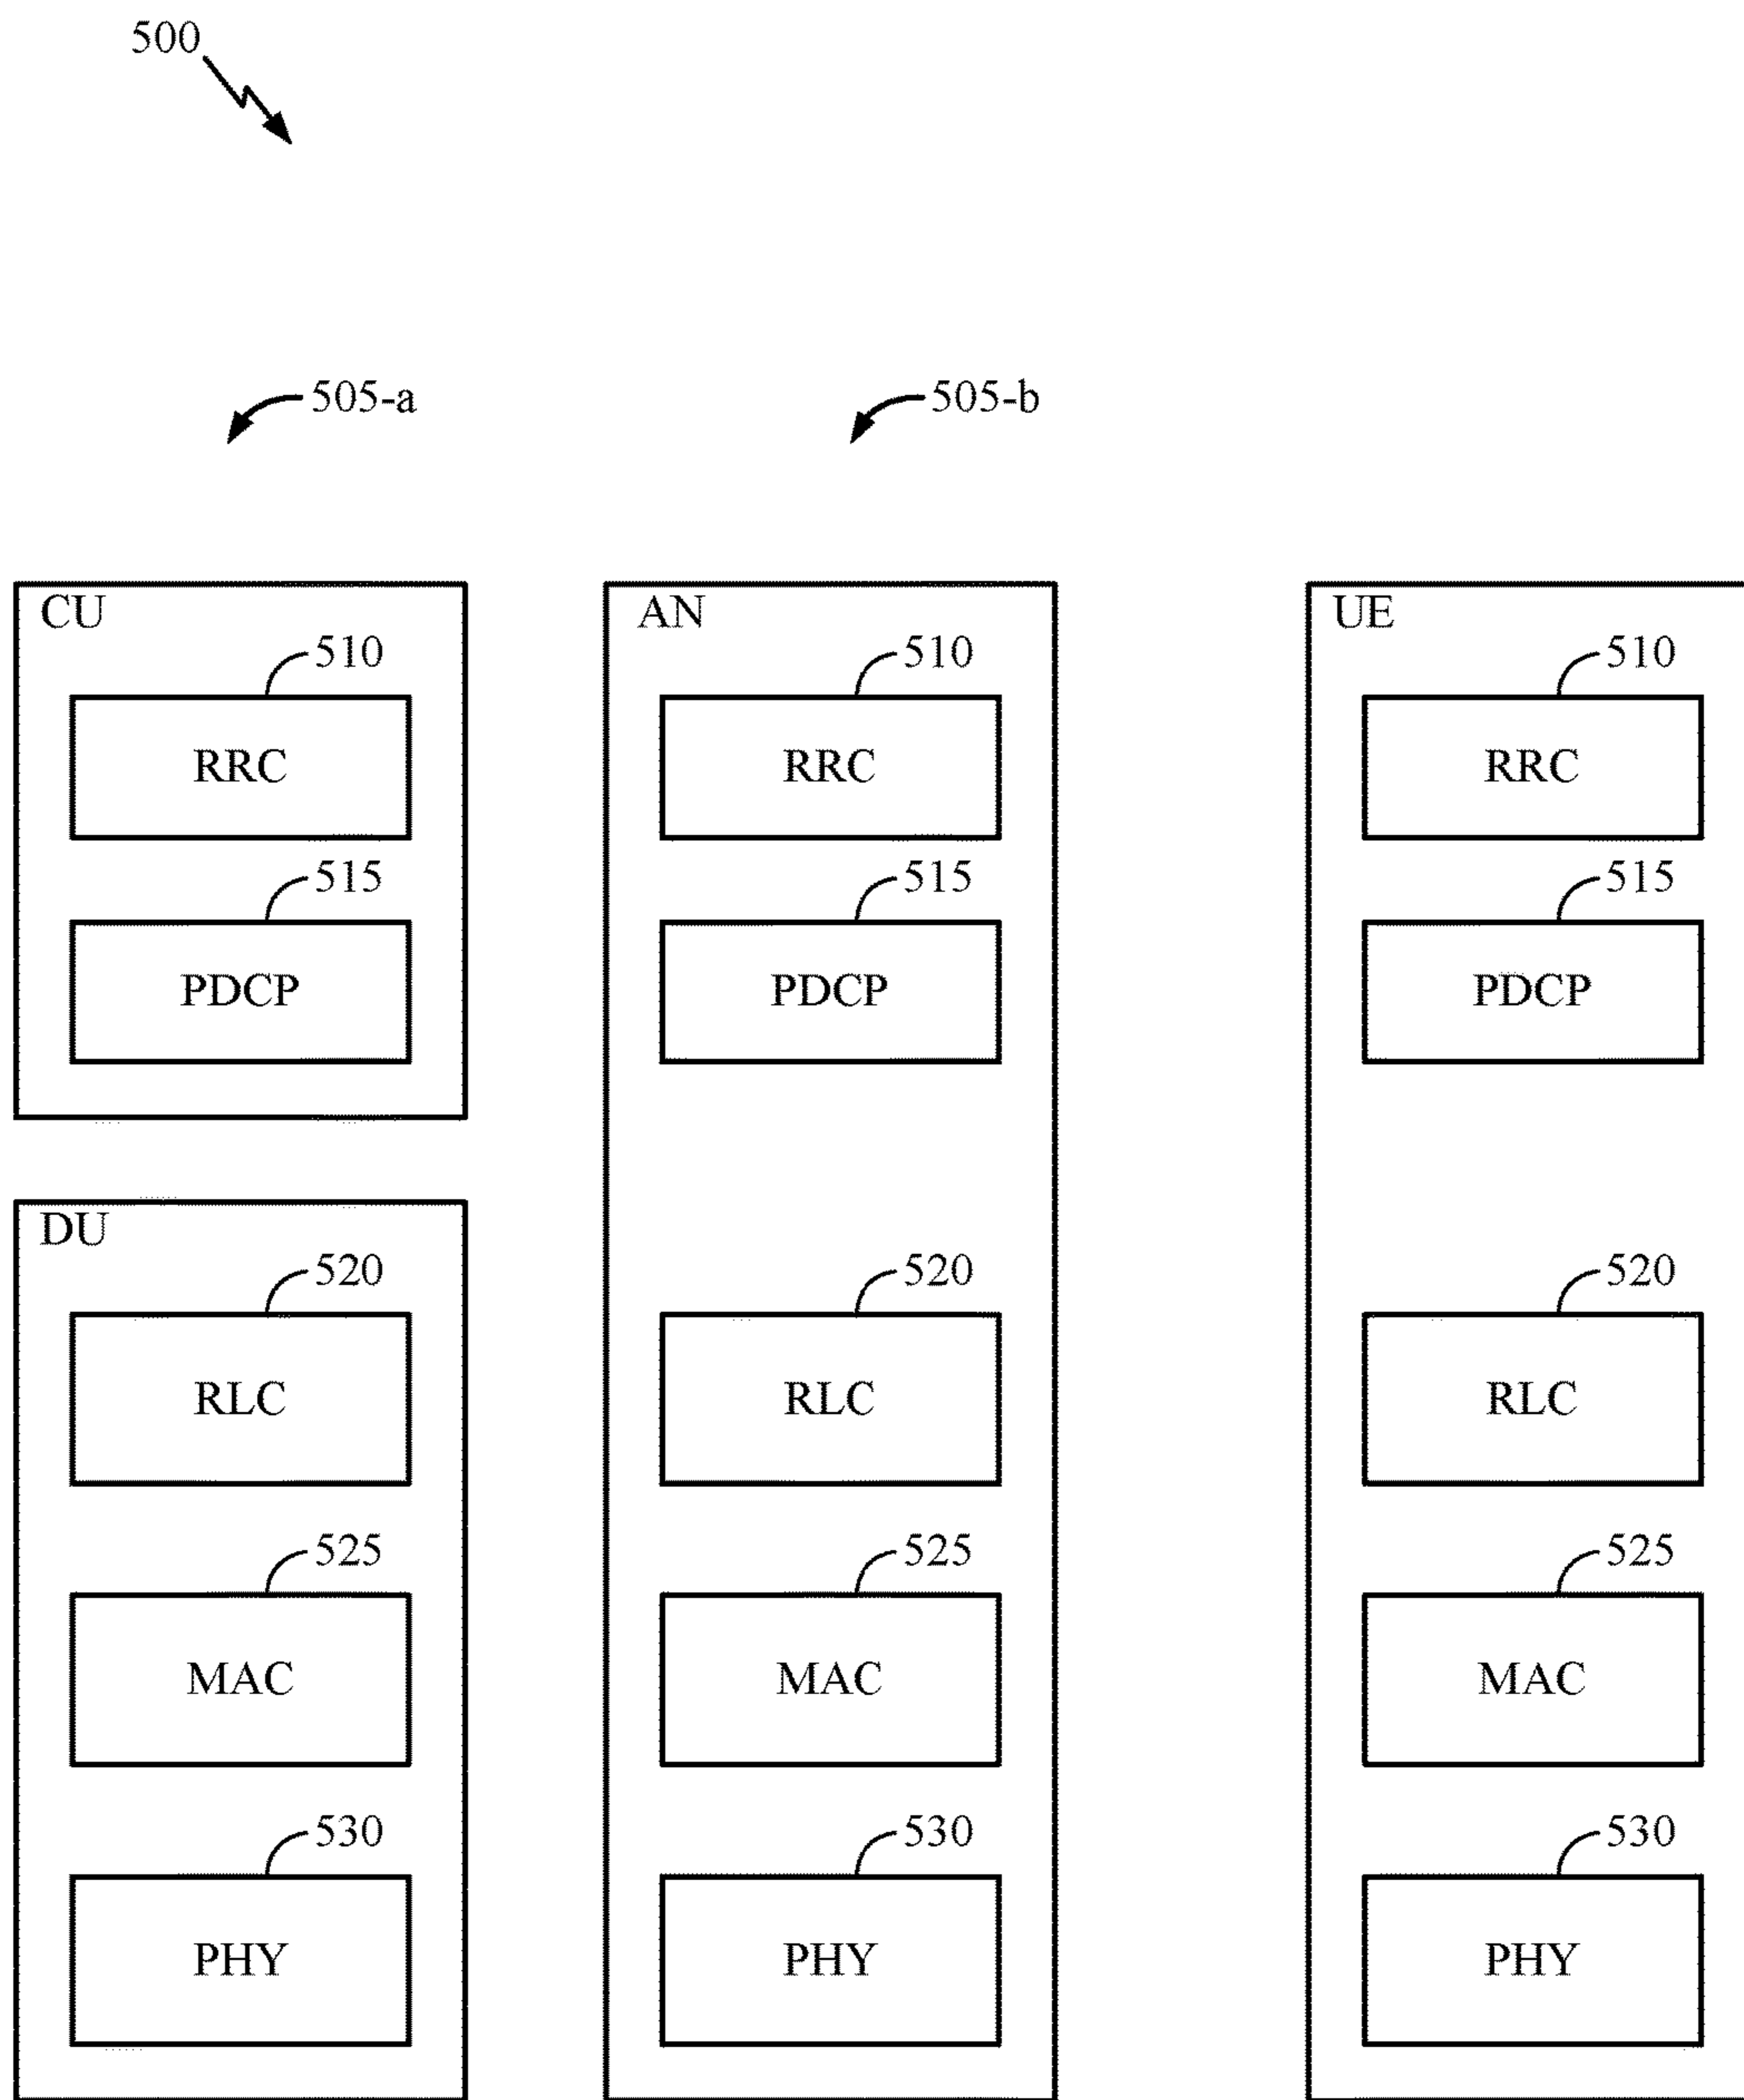 500
505-a 505-b
CU AN UE
510 510 510
RRC RRC RRC
515 515 515
PDCP PDCP PDCP
DU
520 520 520
RLC RLC RLC
525 525 525
MAC MAC MAC
530 530 530
PHY PHY PHY